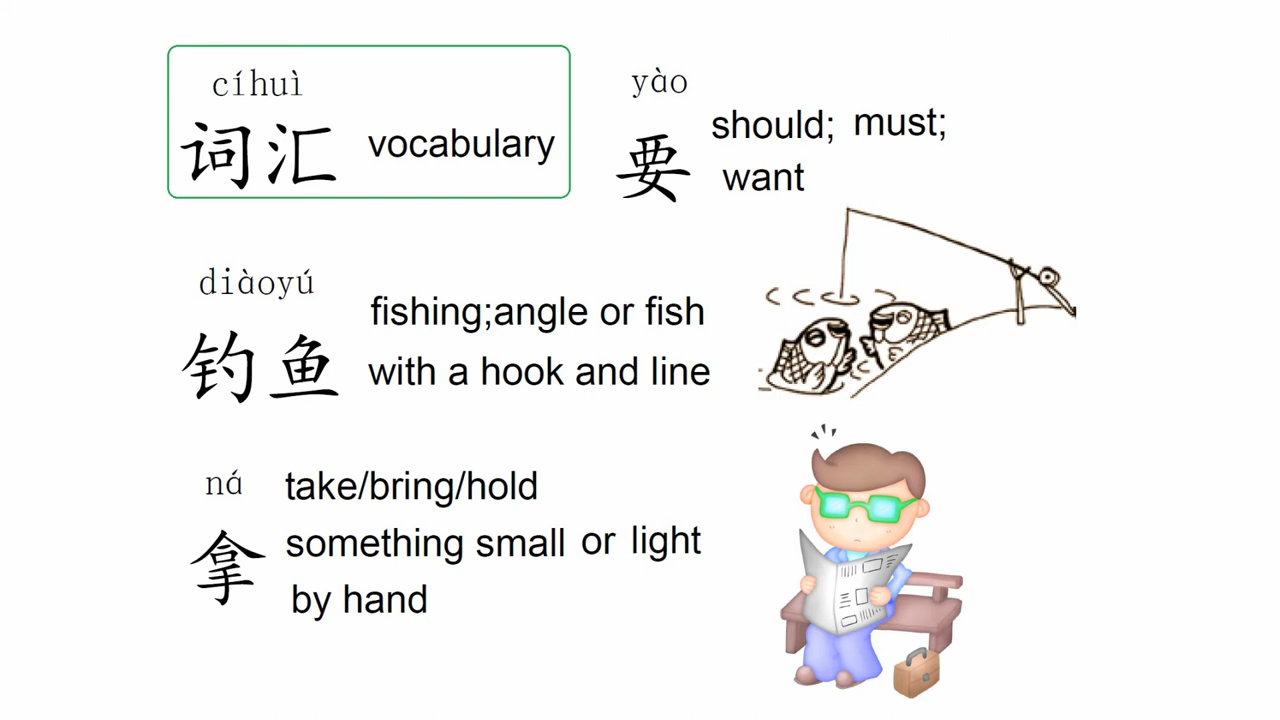 cíhuì
词汇 vocabulary
yào
要 should; must;
want
diàoyú
钓鱼 fishing;angle or fish
with a hook and line
ná
拿 take/bring/hold
something small or light
by hand